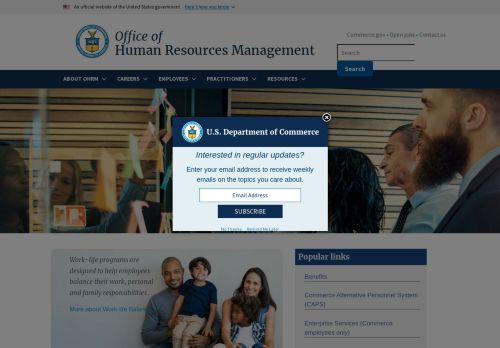 An official website of the United States government Here's how you know
Office of
Human Resources Management
Commerce.gov • Open jobs • Contact us
Search
Search
ABOUT OHRM CAREERS EMPLOYEES PRACTITIONERS RESOURCES
U.S. Department of Commerce
Interested in regular updates?
Enter your email address to receive weekly
emails on the topics you care about.
Email Address
SUBSCRIBE
No Thanks Remind Me Later
Work-life programs are
designed to help employees
balance their work, personal
and family responsibilities.
More about Work-life Balance
Popular links
Benefits
Commerce Alternative Personnel System
(CAPS)
Enterprise Services (Commerce
employees only)